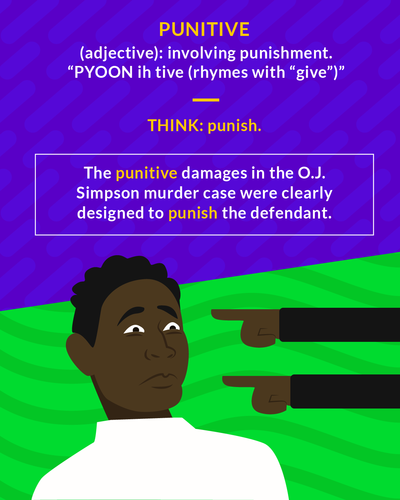 PUNITIVE
(adjective): involving punishment.
“PYOON ih tive (rhymes with “give”)”
THINK: punish.
The punitive damages in the O.J.
Simpson murder case were clearly
designed to punish the defendant.